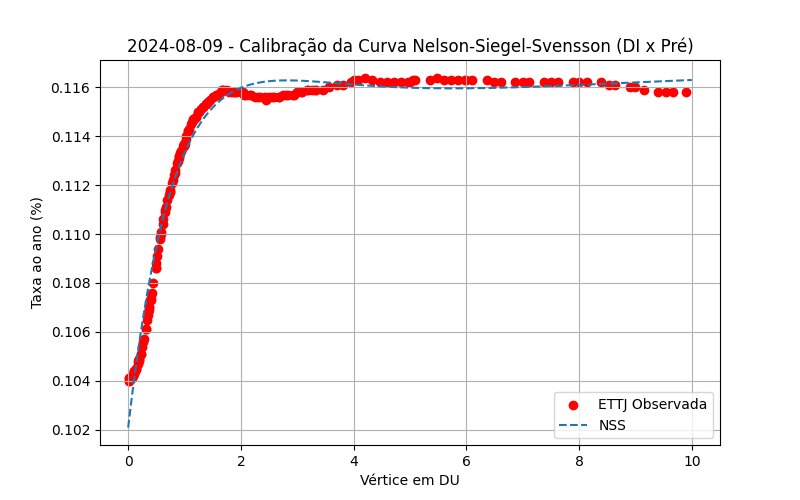 2024-08-09 - Calibração da Curva Nelson-Siegel-Svensson (DI x Pré)
Taxa ao ano (%)
0.116
0.114
0.112
0.110
0.108
0.106
0.104
0.102
ETTJ Observada
NSS
0
2
4
6
8
10
Vértice em DU